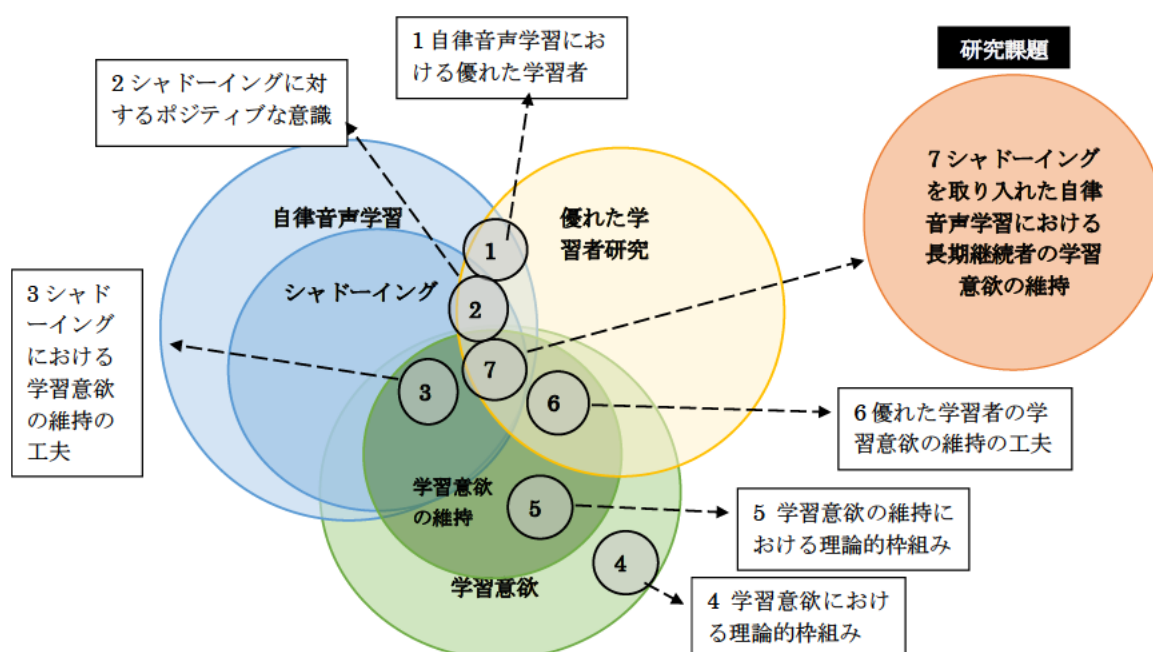 1 自律音声学習にお
ける優れた学習者
研究課題
2 シャドーイングに対
するポジティブな意識
7 シャドーイング
を取り入れた自律
音声学習における
長期継続者の学習
意欲の維持
自律音声学習
優れた学
習者研究
1
シャドーイング
2
3 シャド
ーイング
における
学習意欲
の維持の
工夫
7
3
6
6 優れた学習者の学
習意欲の維持の工夫
学習意欲
の維持
5
5 学習意欲の維持に
おける理論的枠組み
4
学習意欲
4 学習意欲におけ
る理論的枠組み